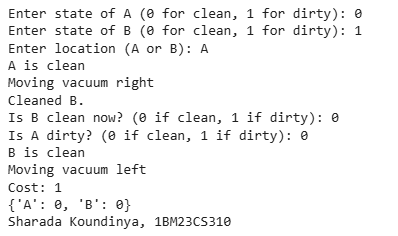 Enter state of A (0 for clean, 1 for dirty): 0
Enter state of B (0 for clean, 1 for dirty): 1
Enter location (A or B): A
A is clean
Moving vacuum right
Cleaned B.
Is B clean now? (0 if clean, 1 if dirty): 0
Is A dirty? (0 if clean, 1 if dirty): 0
B is clean
Moving vacuum left
Cost: 1
{'A': 0, 'B': 0}
Sharada Koundinya, 1BM23CS310